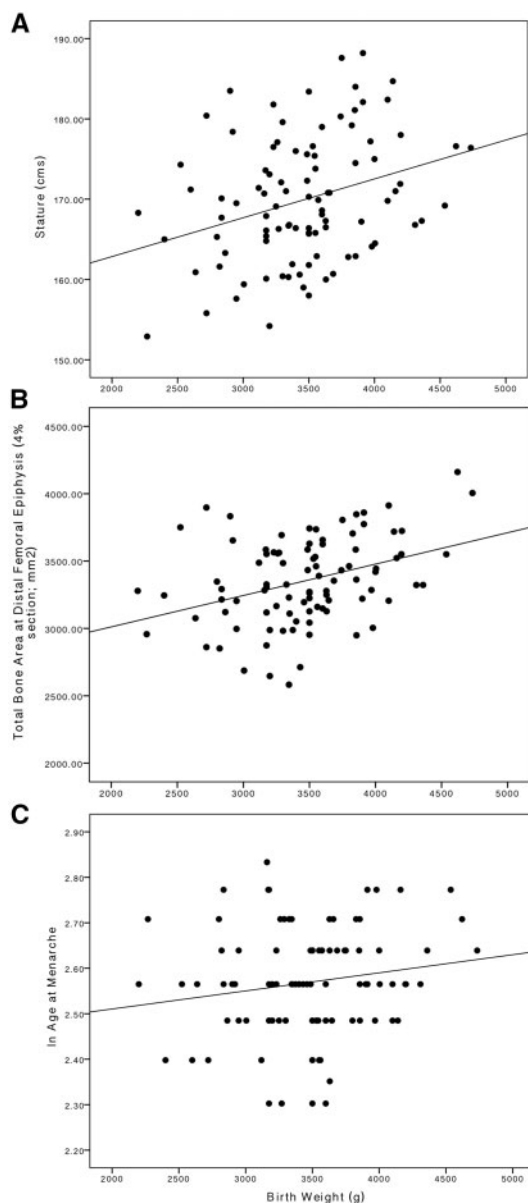 A
190.00
180.00
170.00
160.00
150.00
Stature (cms)
2000 2500 3000 3500 4000 4500 5000
B
4500.00
4000.00
3500.00
3000.00
2500.00
2000.00
Total Bone Area at Distal Femoral Epiphysis (4%
section; mm2)
2000 2500 3000 3500 4000 4500 5000
C
2.90
2.80
2.70
2.60
2.50
2.40
2.30
2.20
ln Age at Menarche
2000 2500 3000 3500 4000 4500 5000
Birth Weight (g)